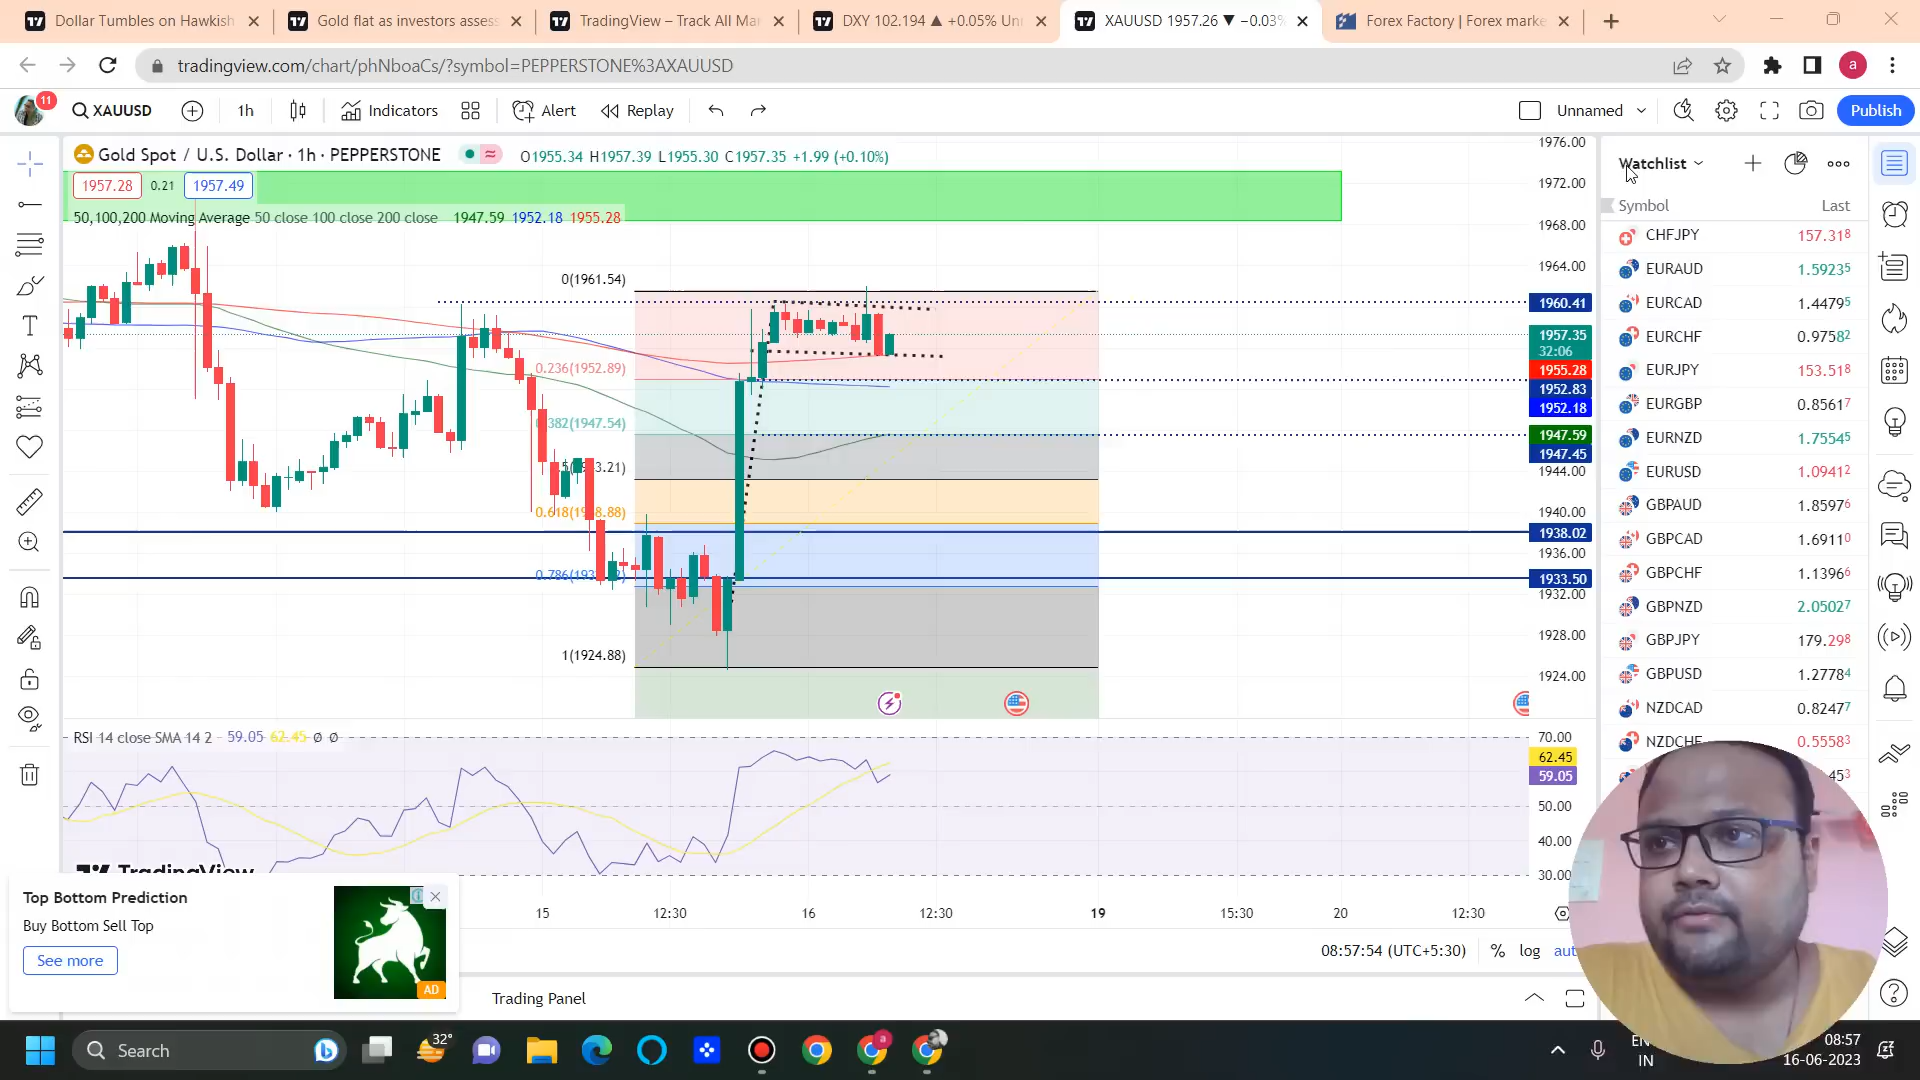 Dollar Tumbles on Hawkish
Gold flat as investors assess
TradingView – Track All Mar
DXY 102.194 ▲ +0.05% Un
XAUUSD 1957.26 ▼ −0.03%
Forex Factory | Forex marke
tradingview.com/chart/phNboaCs/?symbol=PEPPERSTONE%3AXAUUSD
a
11
XAUUSD
1h
Indicators
Alert
Replay
Unnamed
Publish
Gold Spot / U.S. Dollar · 1h · PEPPERSTONE
O1955.34 H1957.39 L1955.30 C1957.35 +1.99 (+0.10%)
1957.28
0.21
1957.49
50,100,200 Moving Average 50 close 100 close 200 close 1947.59 1952.18 1955.28
0(1961.54)
0.236(1952.89)
382(1947.54)
0.618(
1(1924.88)
1976.00
1972.00
1968.00
1964.00
1960.41
1957.35
32:06
1955.28
1952.83
1952.18
1947.59
1947.45
1944.00
1940.00
1938.02
1936.00
1933.50
1932.00
1928.00
1924.00
RSI 14 close SMA 14 2 59.05 62.45 Ø Ø
70.00
62.45
59.05
50.00
40.00
30.00
TradingView
15
12:30
16
12:30
19
15:30
20
12:30
08:57:54 (UTC+5:30)
%
log
aut
Trading Panel
Top Bottom Prediction
Buy Bottom Sell Top
See more
AD
Watchlist
Symbol Last
CHFJPY 157.318
EURAUD 1.59235
EURCAD 1.44795
EURCHF 0.97582
EURJPY 153.518
EURGBP 0.85617
EURNZD 1.75545
EURUSD 1.09412
GBPAUD 1.85976
GBPCAD 1.69110
GBPCHF 1.13966
GBPNZD 2.05027
GBPJPY 179.298
GBPUSD 1.27784
NZDCAD 0.82477
NZDCHF 0.55583
453
Search
32°
a
IN
08:57
16-06-2023